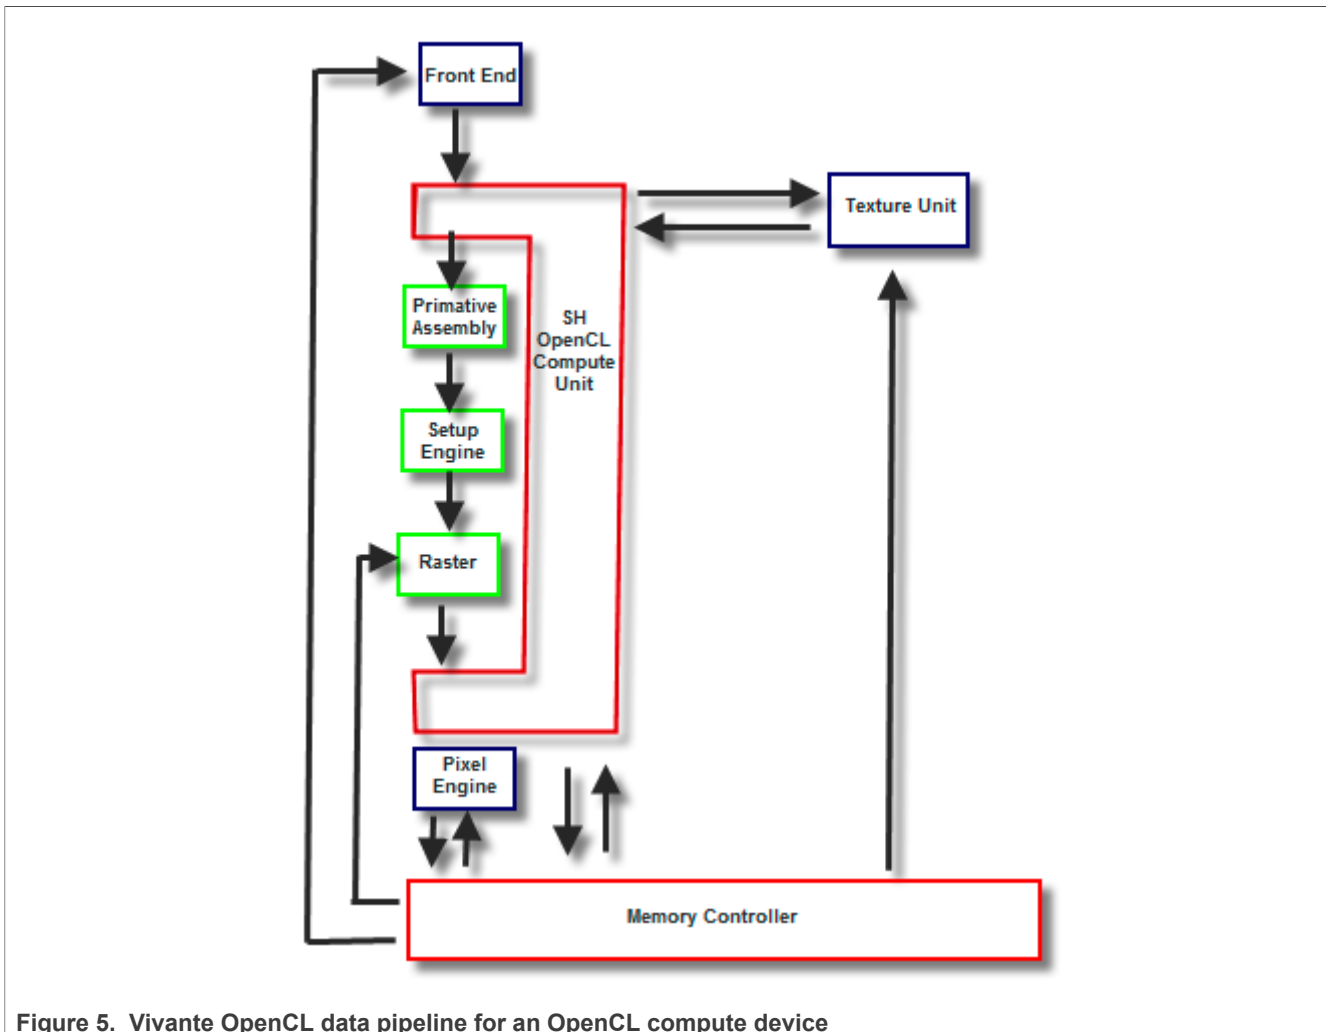 Front End
Texture Unit
Primative
Assembly
SH
OpenCL
Compute
Unit
Setup
Engine
Raster
Pixel
Engine
Memory Controller
Figure 5. Vivante OpenCL data pipeline for an OpenCL compute device